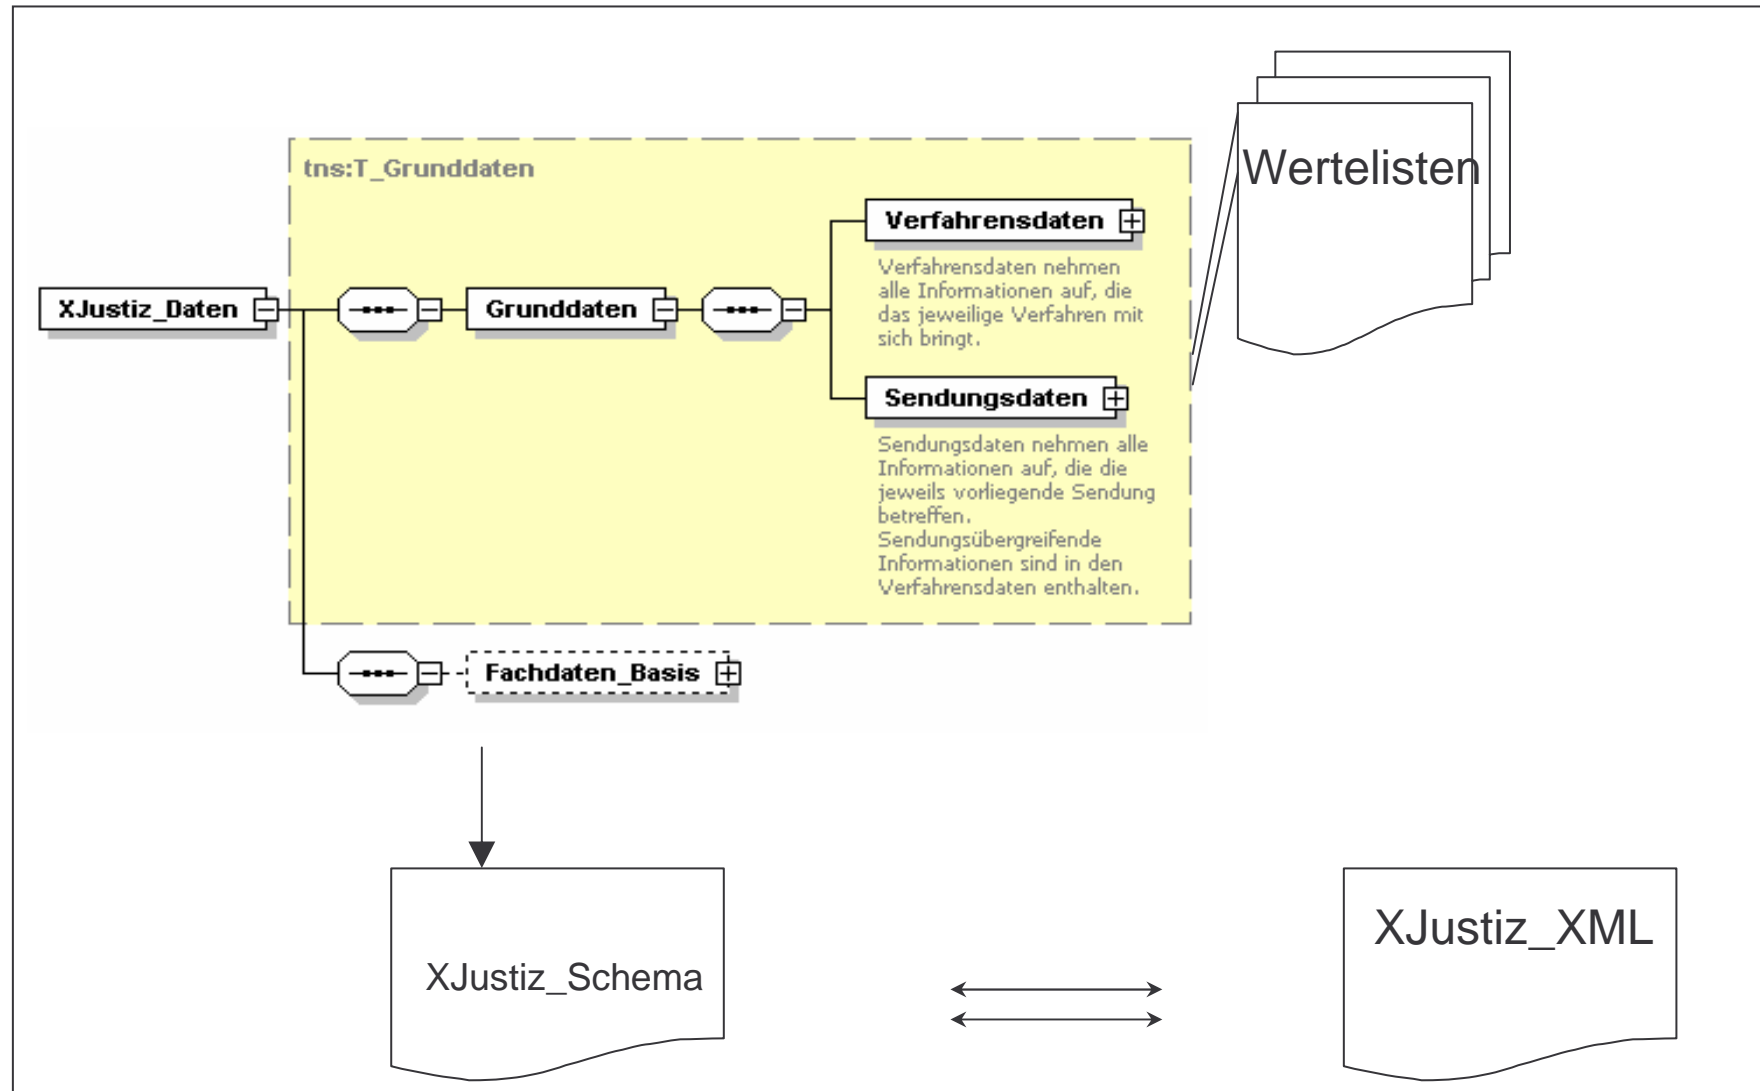 tns:T_Grunddaten
Wertelisten
Verfahrensdaten
Verfahrensdaten nehmen
alle Informationen auf, die
das jeweilige Verfahren mit
sich bringt.
XJustiz_Daten
Grunddaten
Sendungsdaten
Sendungsdaten nehmen alle
Informationen auf, die die
jeweils vorliegende Sendung
betreffen.
Sendungsübergreifende
Informationen sind in den
Verfahrensdaten enthalten.
Fachdaten_Basis
XJustiz_Schema
XJustiz_XML